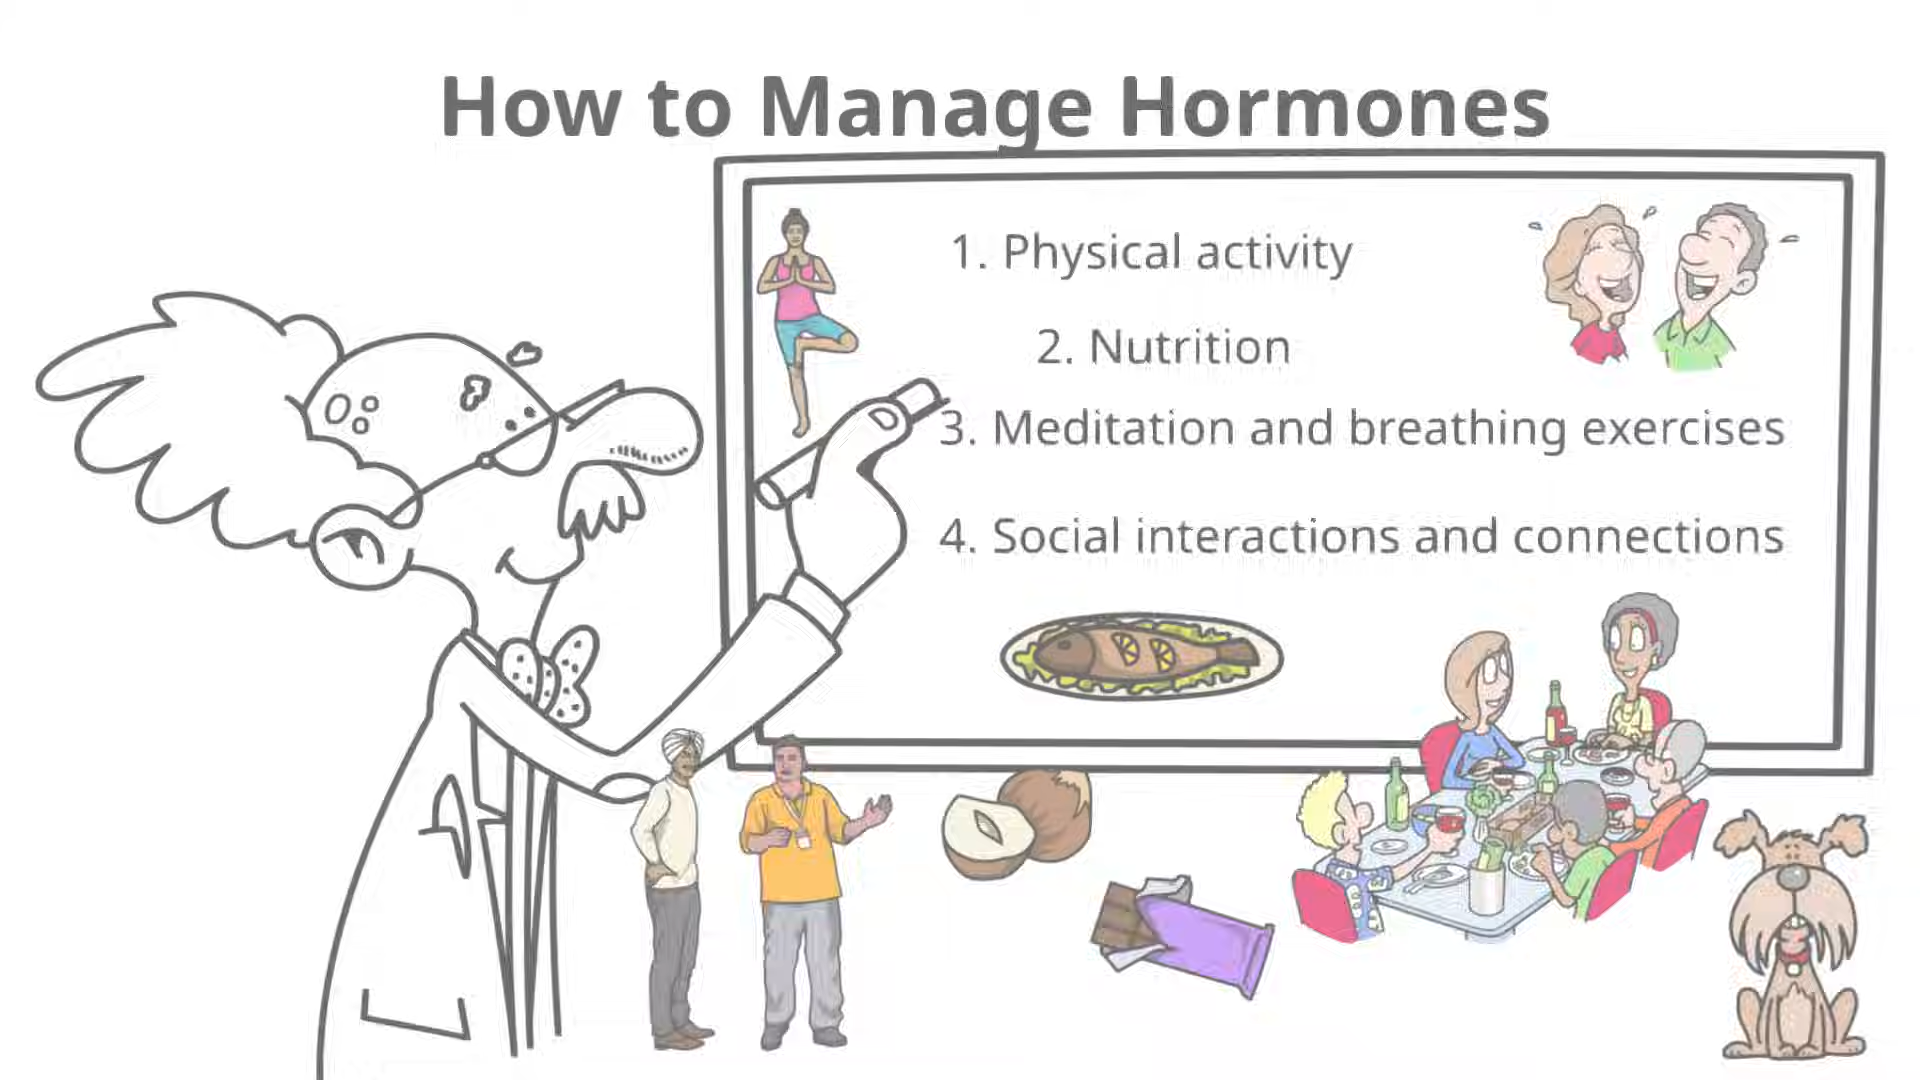 How to Manage Hormones
1. Physical activity
2. Nutrition
3. Meditation and breathing exercises
4. Social interactions and connections